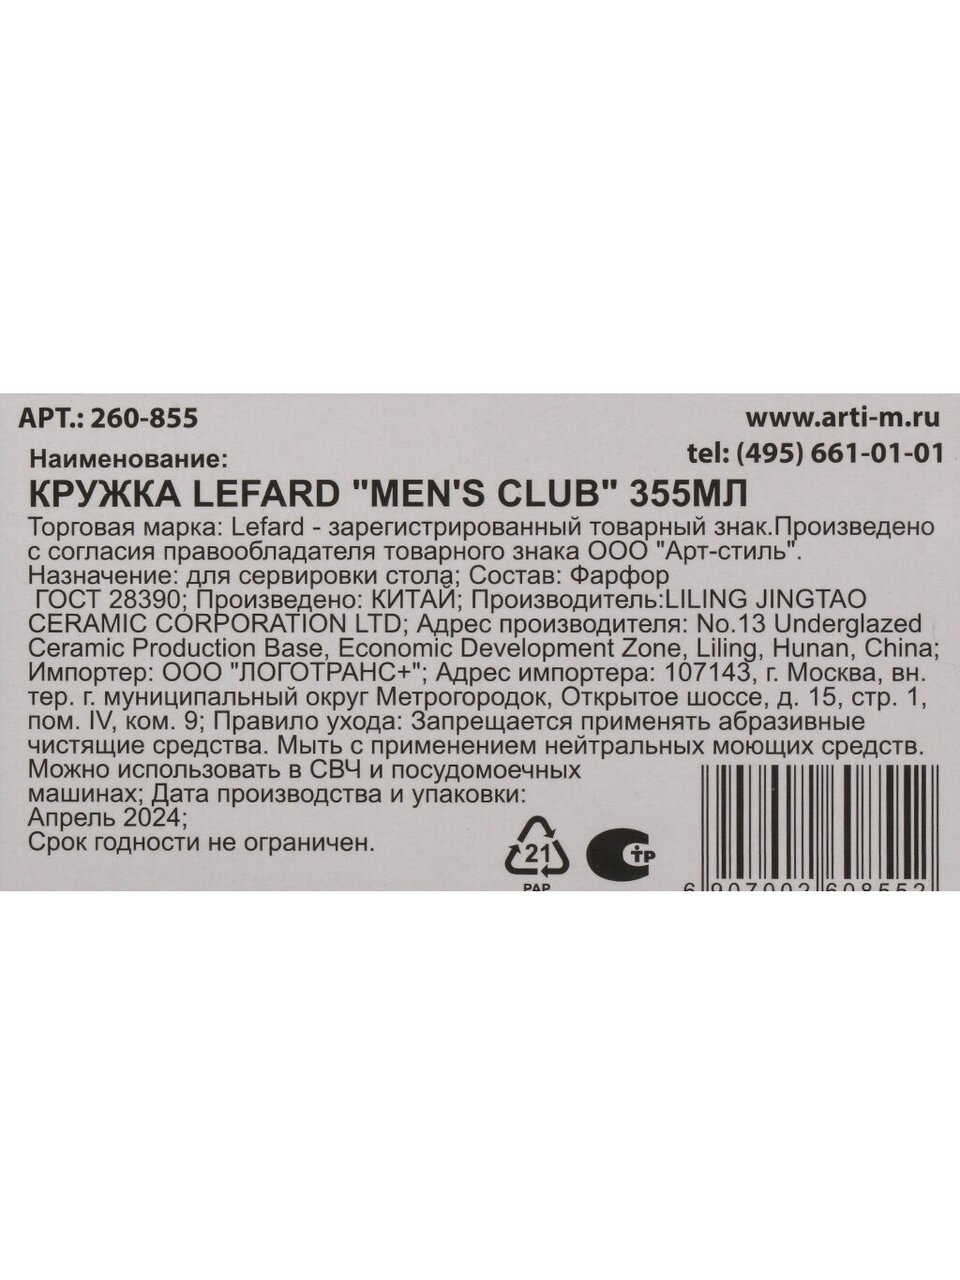 АРТ.: 260-855
www.arti-m.ru
tel: (495) 661-01-01
Наименование:
КРУЖКА LEFARD "MEN'S CLUB" 355МЛ
Торговая марка: Lefard - зарегистрированный товарный знак.Произведено
с согласия правообладателя товарного знака ООО "Арт-стиль".
Назначение: для сервировки стола; Состав: Фарфор
ГОСТ 28390; Произведено: КИТАЙ; Производитель:LILING JINGTAO
CERAMIC CORPORATION LTD; Адрес производителя: No.13 Underglazed
Ceramic Production Base, Economic Development Zone, Liling, Hunan, China;
Импортер: ООО "ЛОГОТРАНС+"; Адрес импортера: 107143, г. Москва, вн.
тер. г. муниципальный округ Метрогородок, Открытое шоссе, д. 15, стр. 1,
пом. IV, ком. 9; Правило ухода: Запрещается применять абразивные
чистящие средства. Мыть с применением нейтральных моющих средств.
Можно использовать в СВЧ и посудомоечных
машинах; Дата производства и упаковки:
Апрель 2024;
Срок годности не ограничен.
21
PAP
СТР
6 907002 608552